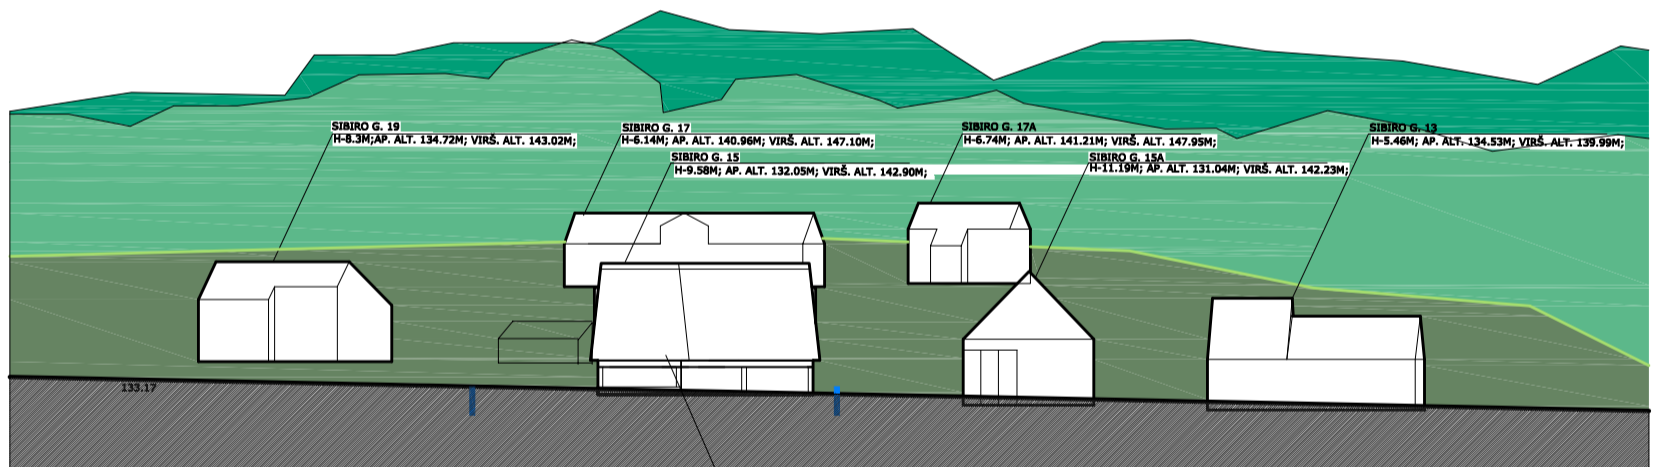 SIBIRO G. 19
H-8.3M;AP. ALT. 134.72M; VIRŠ. ALT. 143.02M;
SIBIRO G. 17
H-6.14M; AP. ALT. 140.96M; VIRŠ. ALT. 147.10M;
SIBIRO G. 15
H-9.58M; AP. ALT. 132.05M; VIRŠ. ALT. 142.90M;
SIBIRO G. 17A
H-6.74M; AP. ALT. 141.21M; VIRŠ. ALT. 147.95M;
SIBIRO G. 15A
H-11.19M; AP. ALT. 131.04M; VIRŠ. ALT. 142.23M;
SIBIRO G. 13
H-5.46M; AP. ALT. 134.53M; VIRŠ. ALT. 139.99M;
133.17